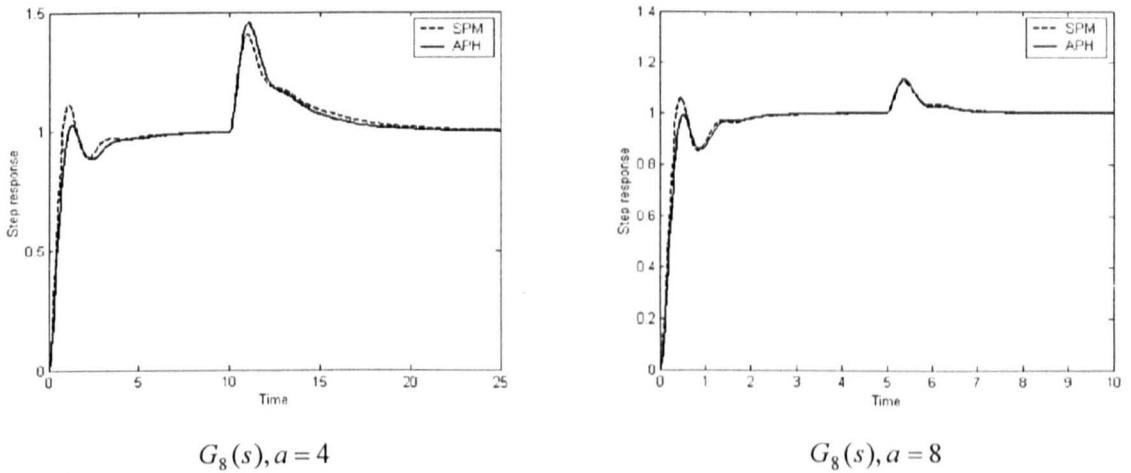 1.5
1
0.5
0
Step response
0 5 10 15 20 25
Time
SPM
APH
G₈(s), a = 4
1.4
1.2
1
0.8
0.6
0.4
0.2
0
Step response
0 1 2 3 4 5 6 7 8 9 10
Time
SPM
APH
G₈(s), a = 8